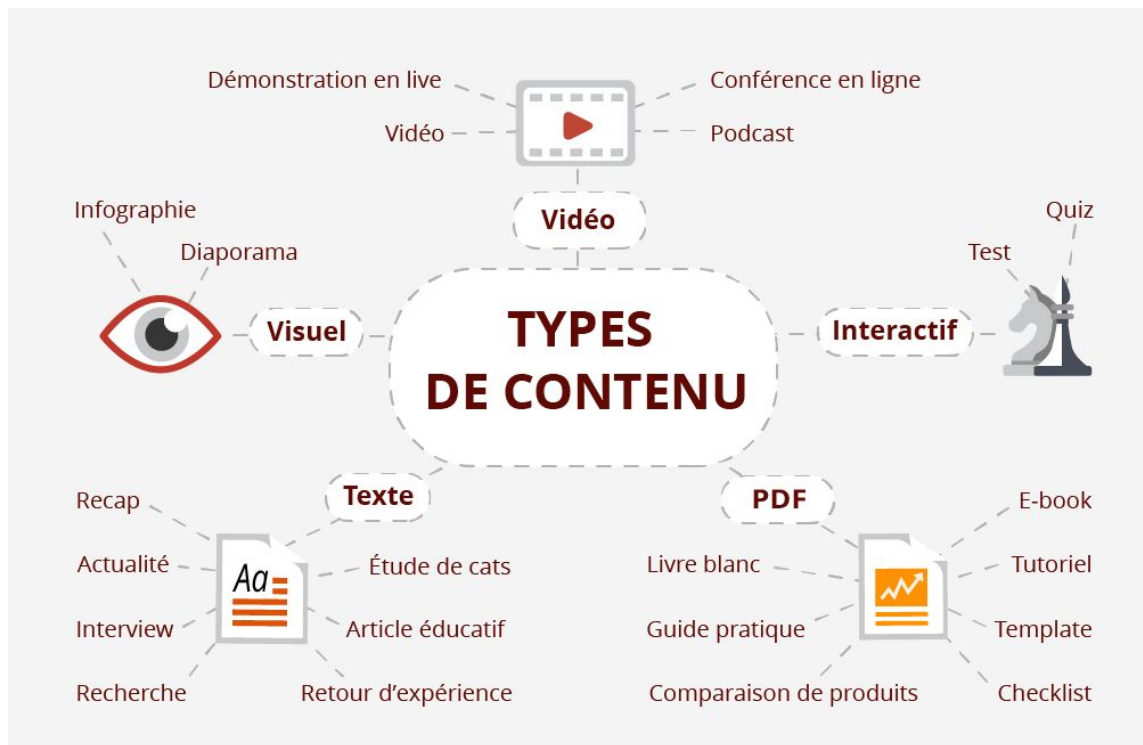 Démonstration en live
Conférence en ligne
Vidéo
Podcast
Vidéo
Infographie
Diaporama
Visuel
Quiz
Test
Interactif
TYPES
DE CONTENU
Texte
Recap
Actualité
Interview
Recherche
Aa
Étude de cats
Article éducatif
Retour d’expérience
PDF
Livre blanc
Guide pratique
Comparaison de produits
E-book
Tutoriel
Template
Checklist